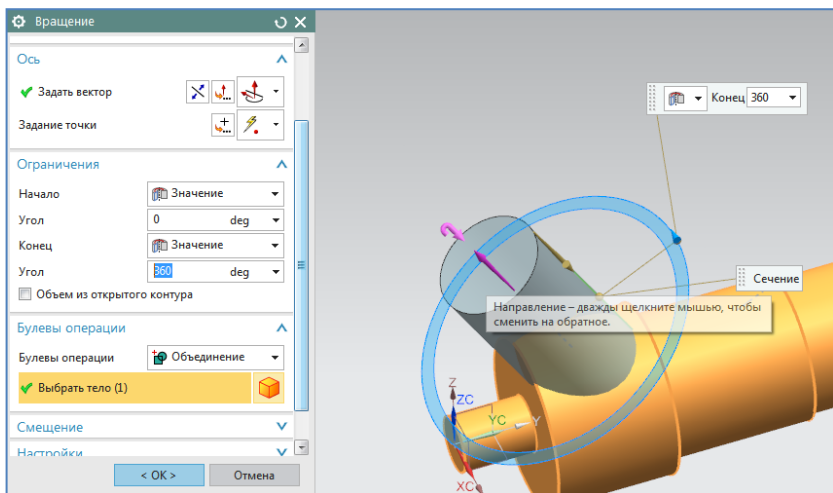 Вращение
Ось
Задать вектор
Задание точки
Ограничения
Начало
Значение
Угол
0 deg
Конец
Значение
Угол
360 deg
Объем из открытого контура
Булевы операции
Булевы операции
Объединение
Выбрать тело (1)
Смещение
Настройки
< OK >
Отмена
Конец 360
Сечение
Направление – дважды щелкните мышью, чтобы
сменить на обратное.
Z
ZC
YC
Y
XC